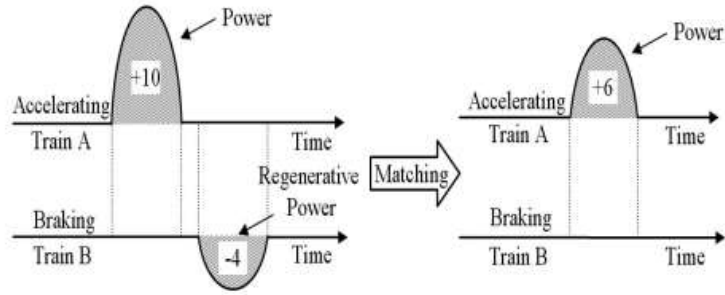 Power
+10
Accelerating
Train A
Time
Regenerative
Power
Braking
Train B
-4
Time
Matching
Power
+6
Accelerating
Train A
Time
Braking
Train B
Time